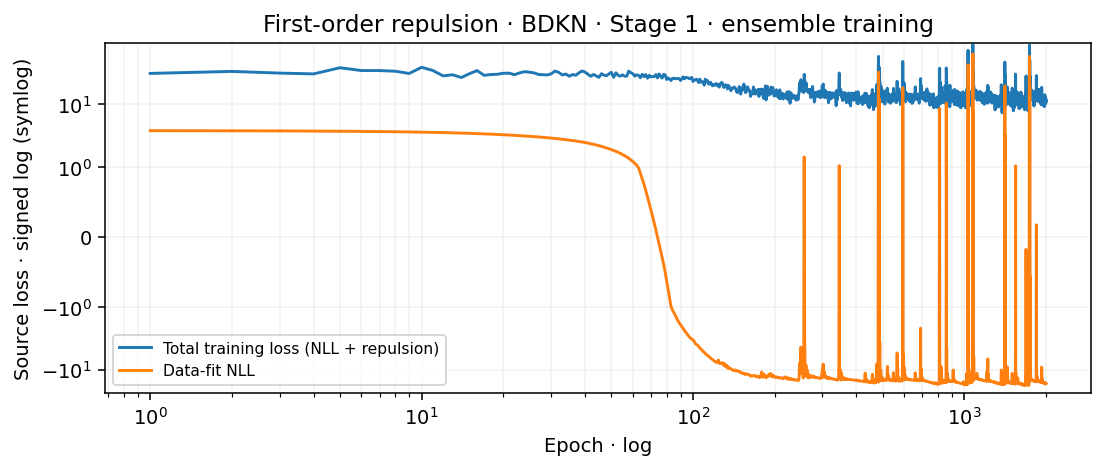 First-order repulsion · BDKN · Stage 1 · ensemble training
Source loss · signed log (symlog)
10¹
10⁰
0
−10⁰
−10¹
Total training loss (NLL + repulsion)
Data-fit NLL
10⁰ 10¹ 10² 10³
Epoch · log